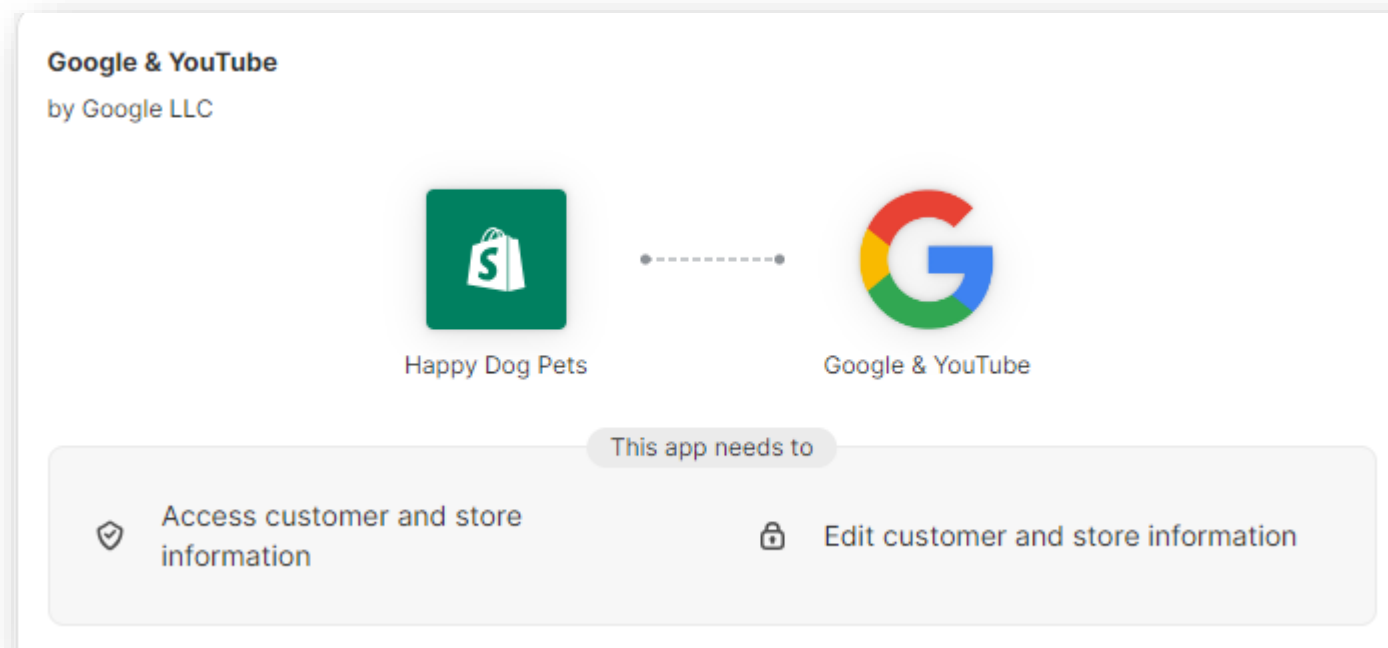 Google & YouTube
by Google LLC
S
Happy Dog Pets
Google & YouTube
This app needs to
Access customer and store
information
Edit customer and store information